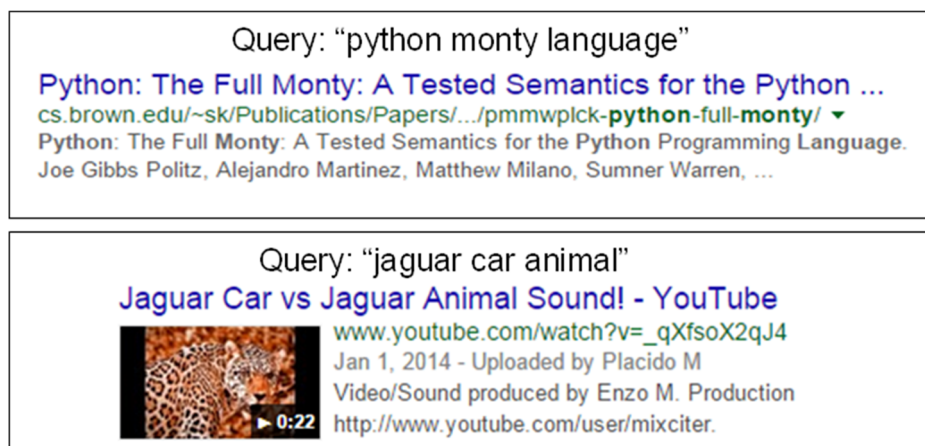 Query: “python monty language”
Python: The Full Monty: A Tested Semantics for the Python ...
cs.brown.edu/~sk/Publications/Papers/.../pmmwplck-python-full-monty/
Python: The Full Monty: A Tested Semantics for the Python Programming Language.
Joe Gibbs Politz, Alejandro Martinez, Matthew Milano, Sumner Warren, ...
Query: “jaguar car animal”
Jaguar Car vs Jaguar Animal Sound! - YouTube
www.youtube.com/watch?v=_qXfsoX2qJ4
Jan 1, 2014 - Uploaded by Placido M
Video/Sound produced by Enzo M. Production
0:22
http://www.youtube.com/user/mixciter.